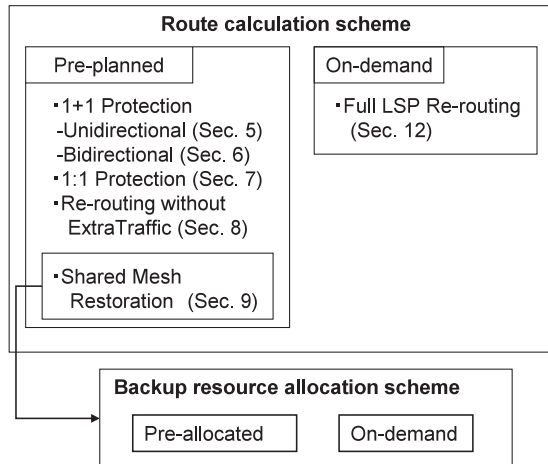 Route calculation scheme
Pre-planned
・1+1 Protection
-Unidirectional (Sec. 5)
-Bidirectional (Sec. 6)
・1:1 Protection (Sec. 7)
・Re-routing without
ExtraTraffic (Sec. 8)
・Shared Mesh
Restoration (Sec. 9)
On-demand
・Full LSP Re-routing
(Sec. 12)
Backup resource allocation scheme
Pre-allocated
On-demand